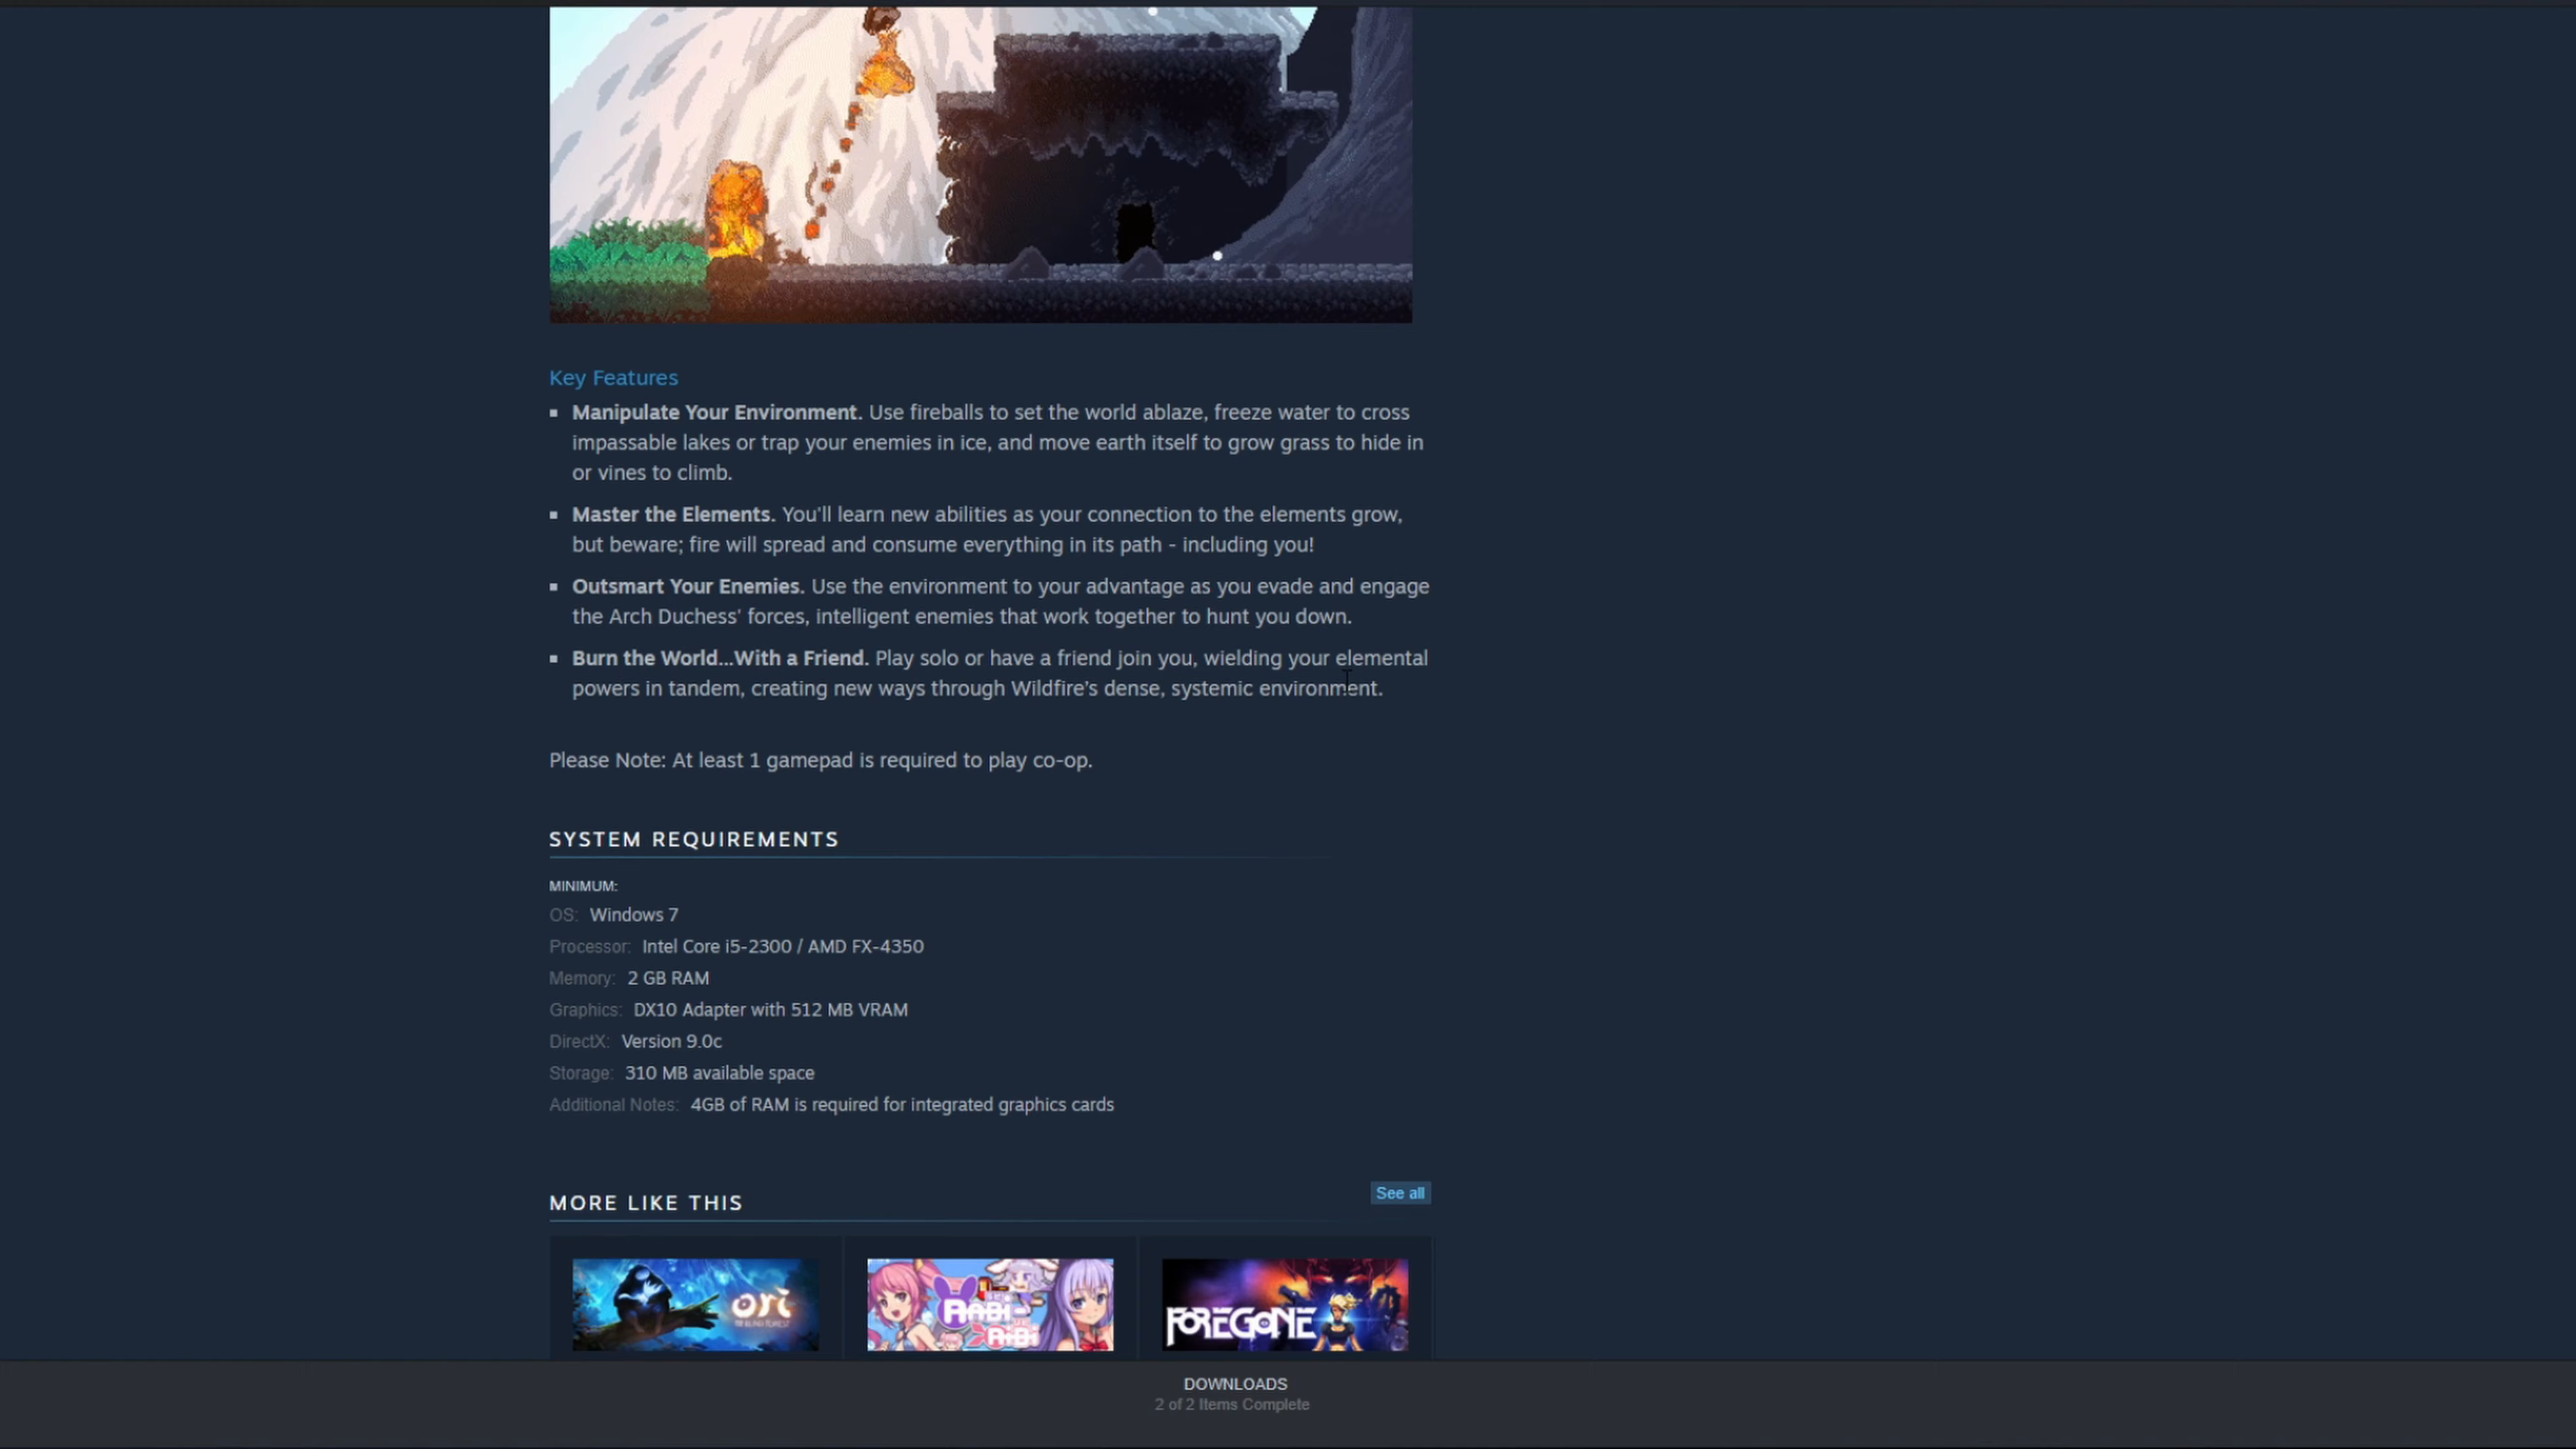 Key Features
▪ Manipulate Your Environment. Use fireballs to set the world ablaze, freeze water to cross
impassable lakes or trap your enemies in ice, and move earth itself to grow grass to hide in
or vines to climb.
▪ Master the Elements. You'll learn new abilities as your connection to the elements grow,
but beware; fire will spread and consume everything in its path - including you!
▪ Outsmart Your Enemies. Use the environment to your advantage as you evade and engage
the Arch Duchess' forces, intelligent enemies that work together to hunt you down.
▪ Burn the World...With a Friend. Play solo or have a friend join you, wielding your elemental
powers in tandem, creating new ways through Wildfire's dense, systemic environment.
Please Note: At least 1 gamepad is required to play co-op.
SYSTEM REQUIREMENTS
MINIMUM:
OS: Windows 7
Processor: Intel Core i5-2300 / AMD FX-4350
Memory: 2 GB RAM
Graphics: DX10 Adapter with 512 MB VRAM
DirectX: Version 9.0c
Storage: 310 MB available space
Additional Notes: 4GB of RAM is required for integrated graphics cards
MORE LIKE THIS
See all
ori
RABi-
RiBi
FOREGONE
DOWNLOADS
2 of 2 Items Complete